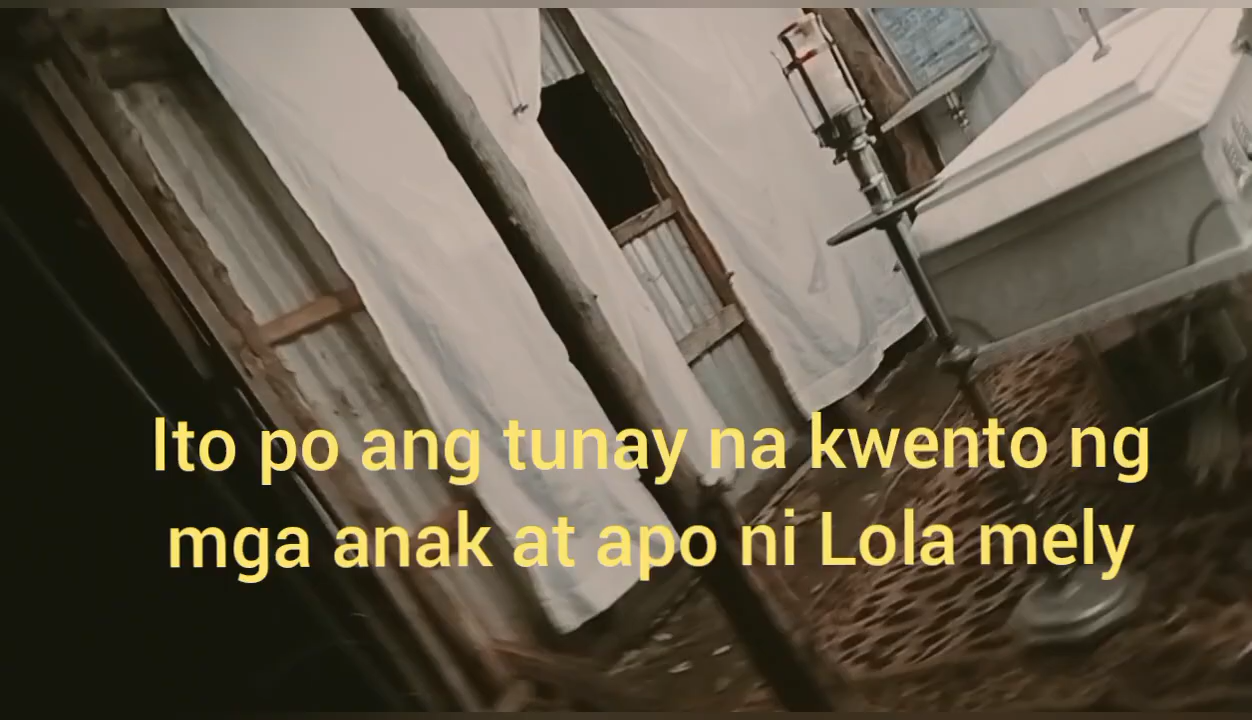 Ito po ang tunay na kwento ng
mga anak at apo ni Lola mely